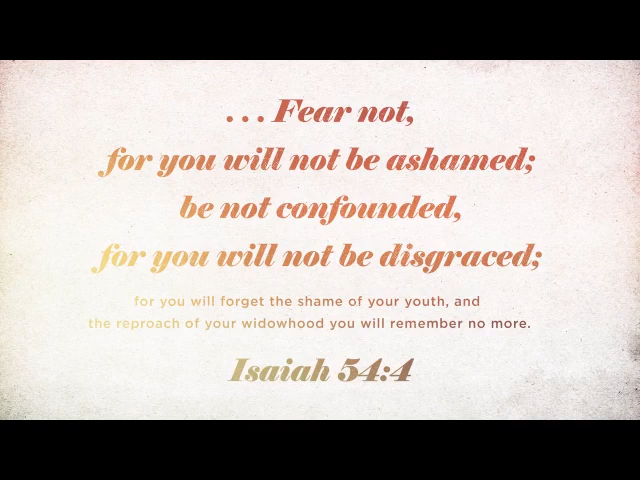 ... Fear not,
for you will not be ashamed;
be not confounded,
for you will not be disgraced;
for you will forget the shame of your youth, and
the reproach of your widowhood you will remember no more.
Isaiah 54:4